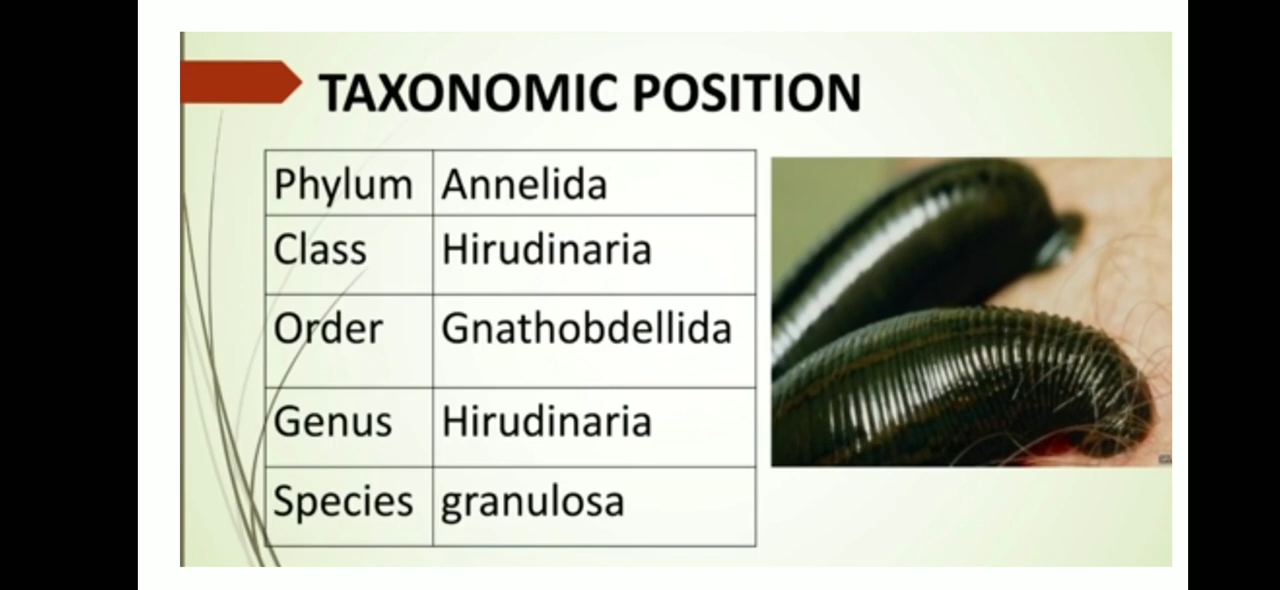 TAXONOMIC POSITION
Phylum Annelida
Class Hirudinaria
Order Gnathobdellida
Genus Hirudinaria
Species granulosa